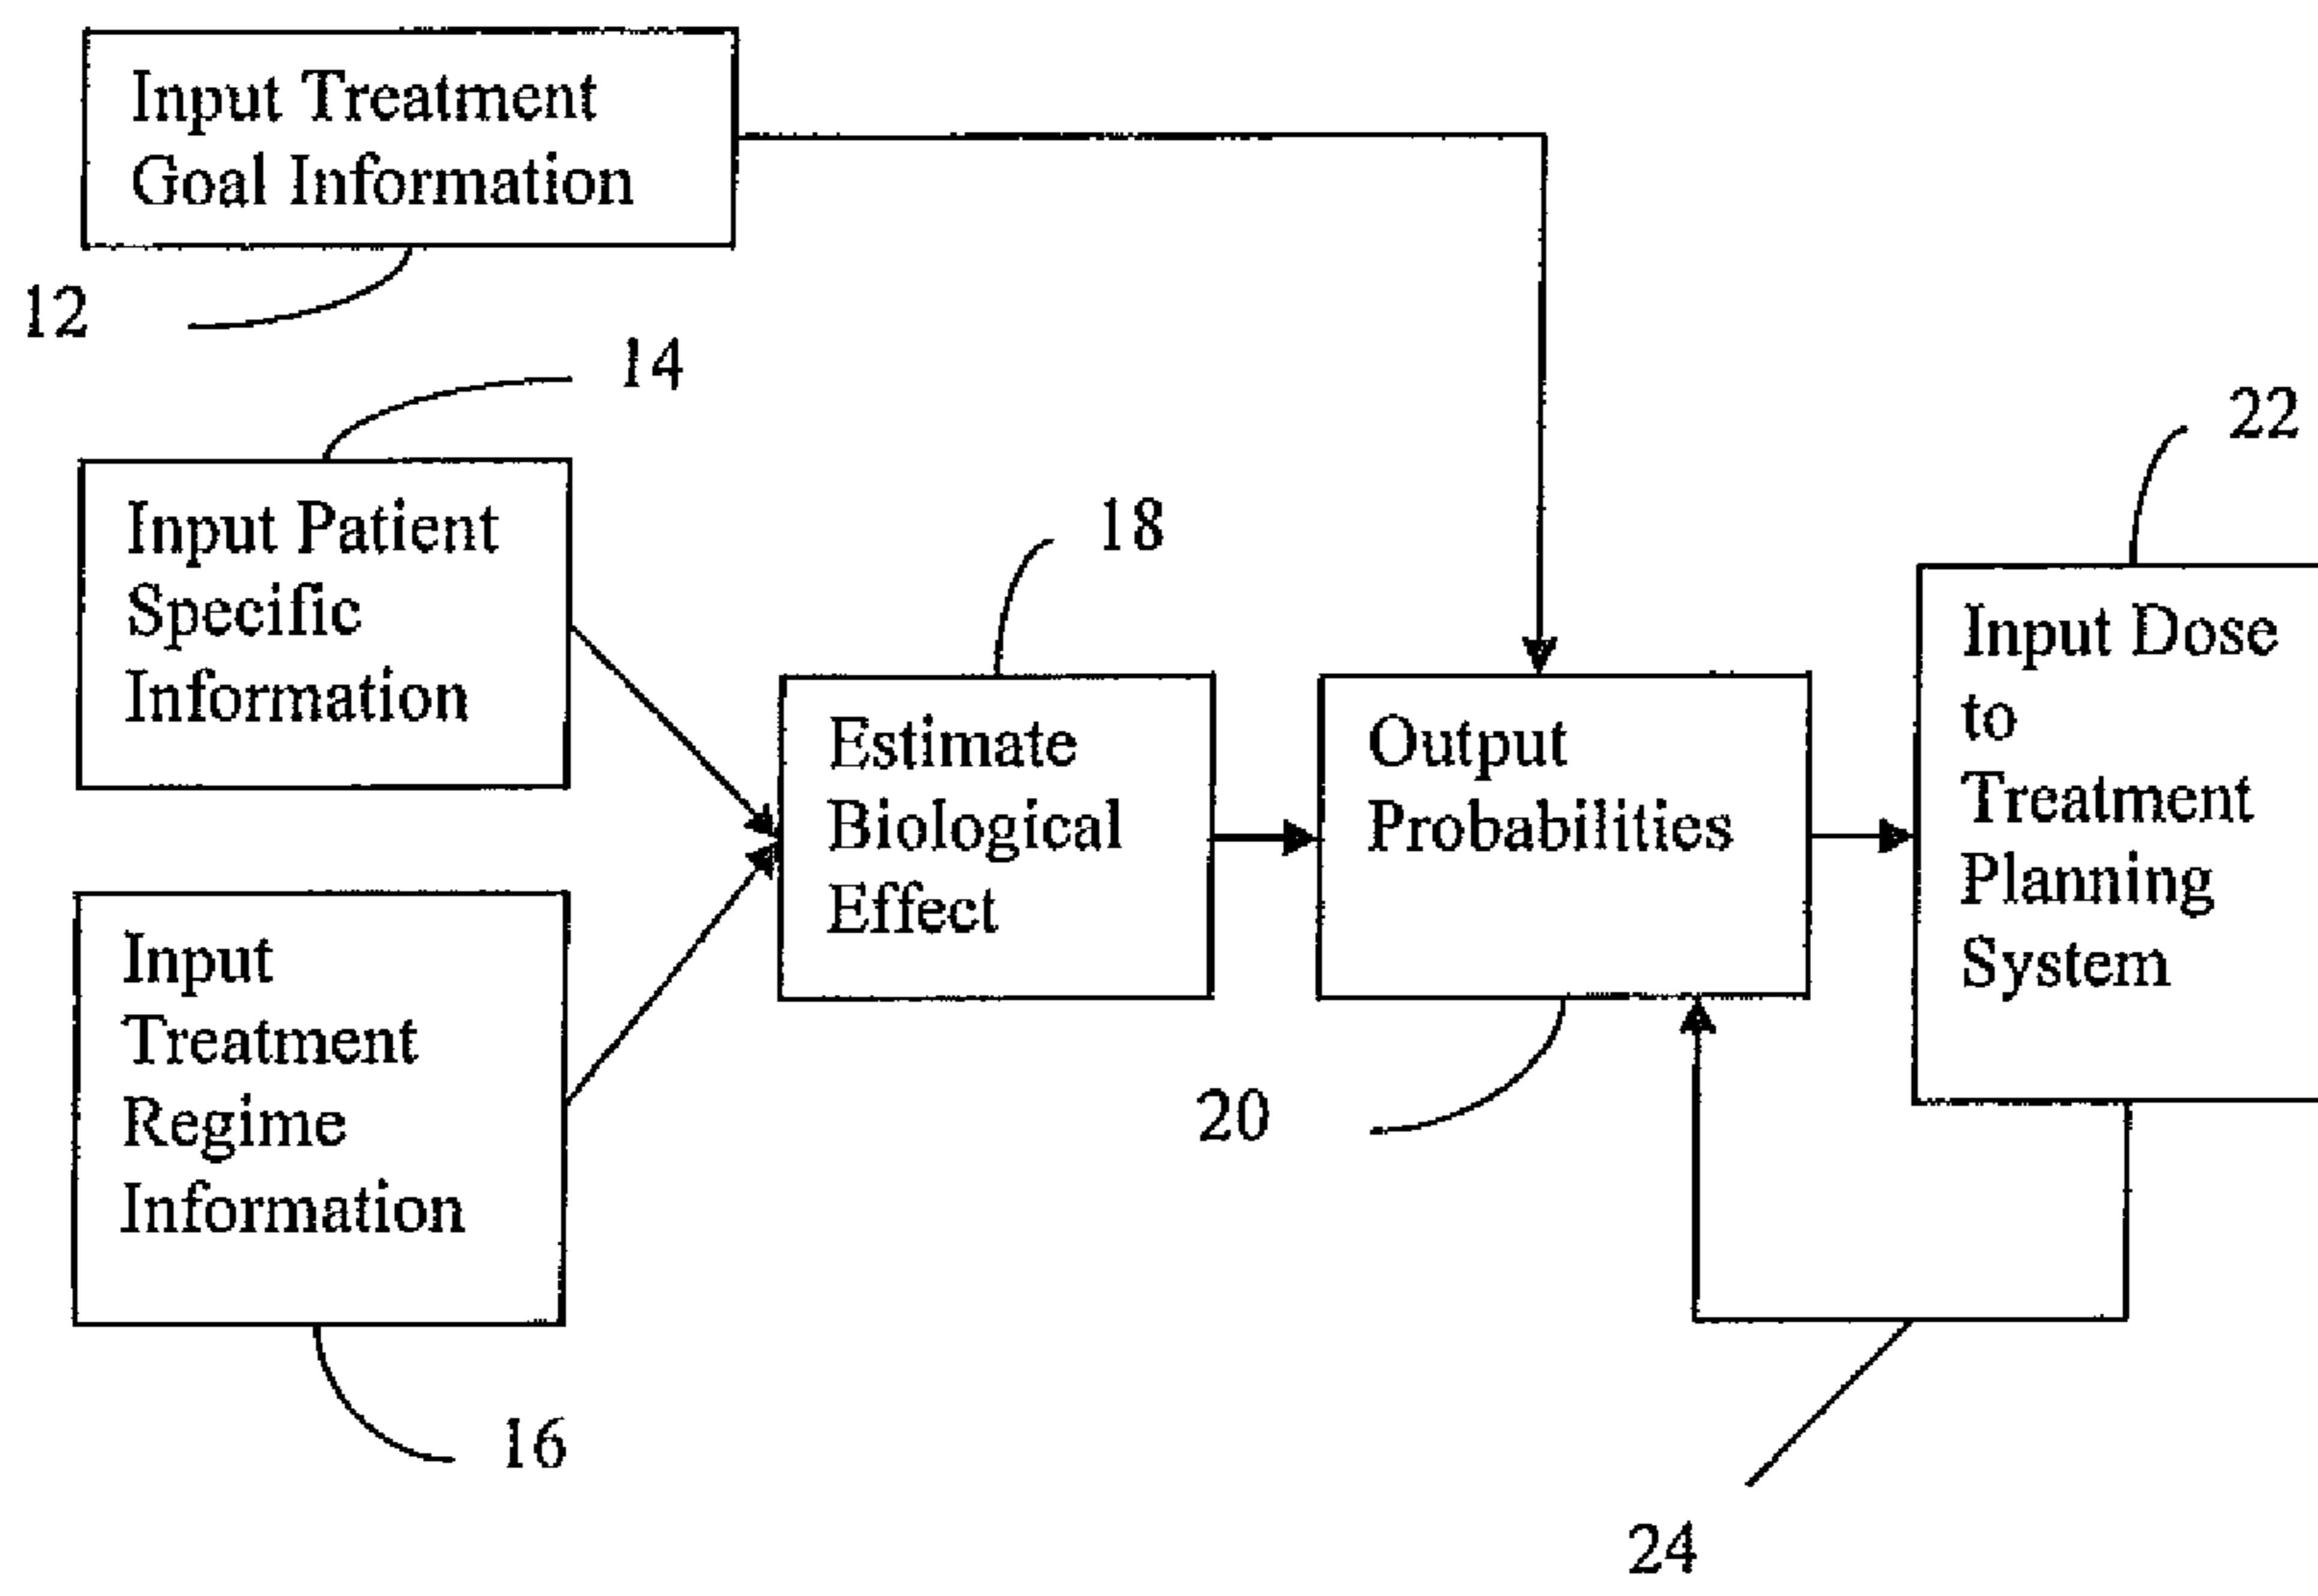 Input Treatment
Goal Information
12
14
Input Patient
Specific
Information
18
22
Estimate
Biological
Effect
Output
Probabilities
Input Dose
to
Treatment
Planning
System
Input
Treatment
Regime
Information
20
16
24